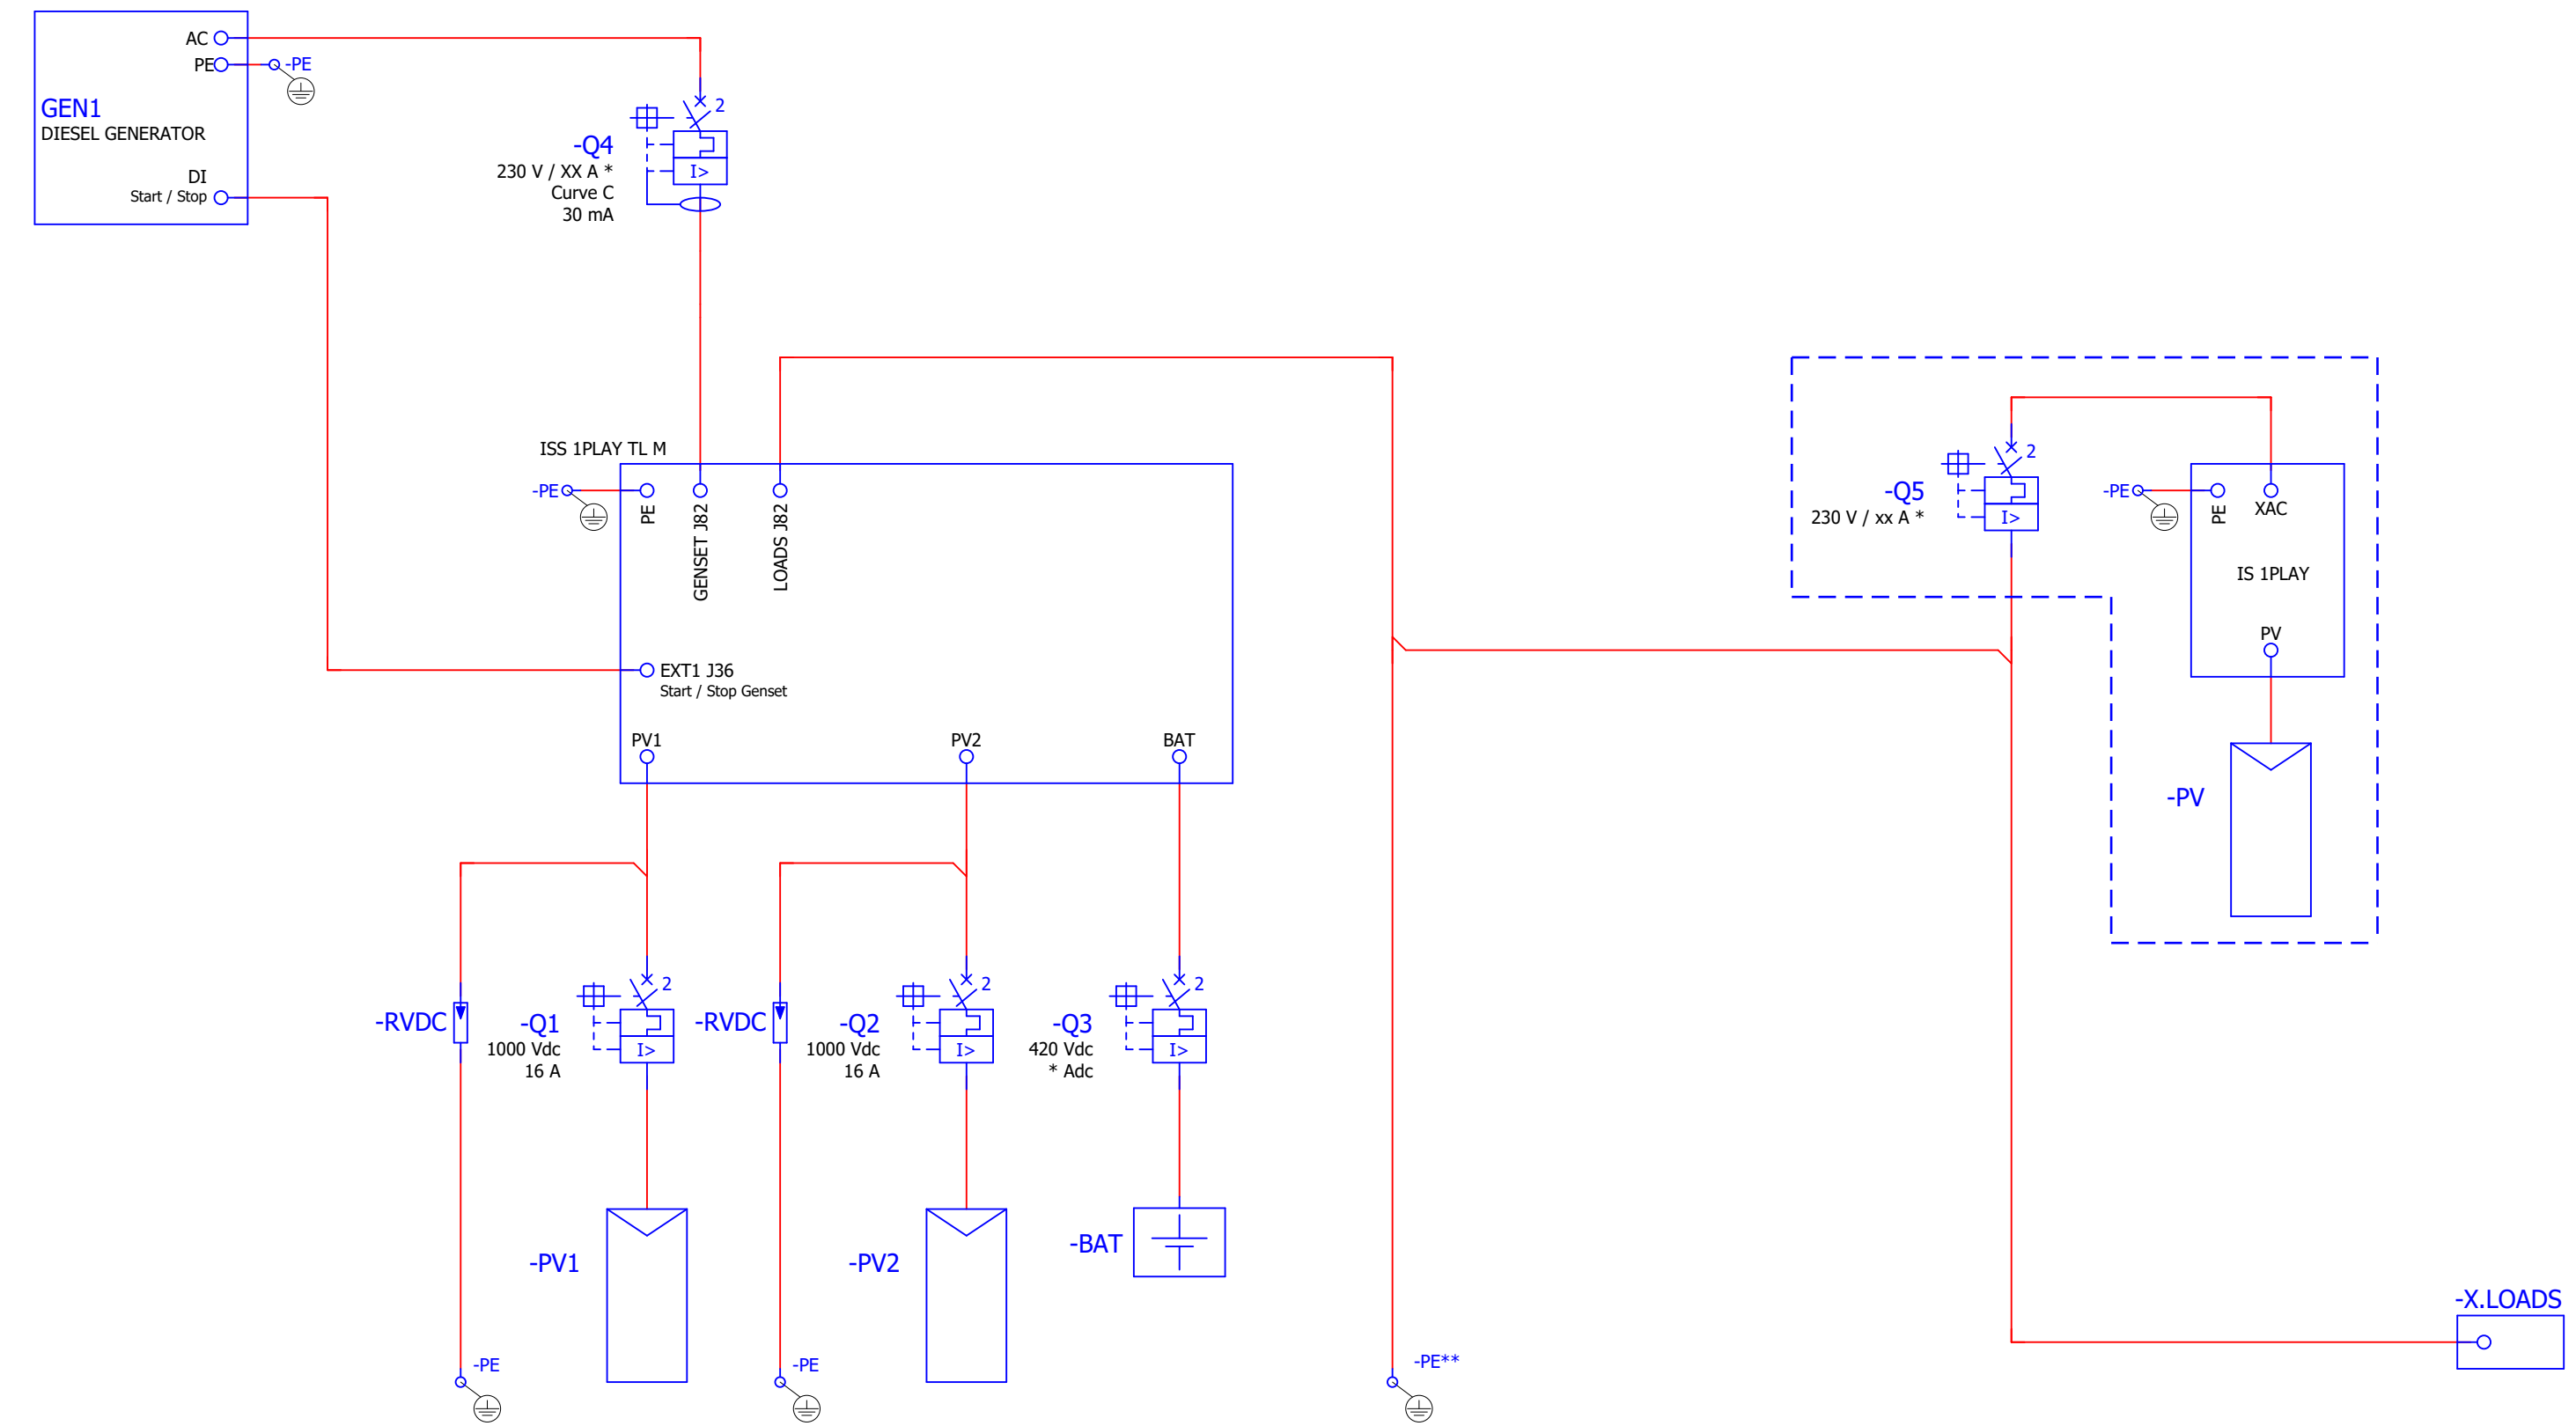 AC
PE
-PE
GEN1
DIESEL GENERATOR
DI
Start / Stop
2
-Q4
230 V / XX A *
Curve C
30 mA
I>
ISS 1PLAY TL M
-PE
PE
GENSET J82
LOADS J82
EXT1 J36
Start / Stop Genset
PV1
PV2
BAT
2
-Q5
230 V / xx A *
I>
-PE
PE
XAC
IS 1PLAY
PV
-PV
-RVDC
2
-Q1
1000 Vdc
16 A
I>
-RVDC
2
-Q2
1000 Vdc
16 A
I>
2
-Q3
420 Vdc
* Adc
I>
-PV1
-PV2
-BAT
-X.LOADS
-PE
-PE
-PE**